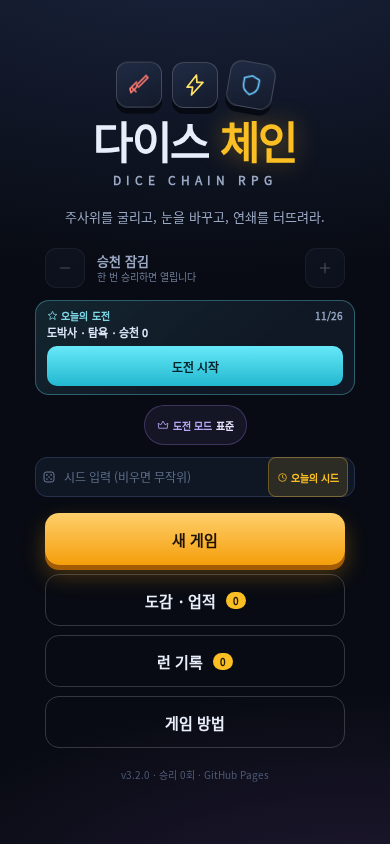 다이스 체인
DICE CHAIN RPG
주사위를 굴리고, 눈을 바꾸고, 연쇄를 터뜨려라.
승천 잠김
한 번 승리하면 열립니다
오늘의 도전 11/26
도박사 · 탐욕 · 승천 0
도전 시작
도전 모드 표준
시드 입력 (비우면 무작위) 오늘의 시드
새 게임
도감 · 업적 0
런 기록 0
게임 방법
v3.2.0 · 승리 0회 · GitHub Pages